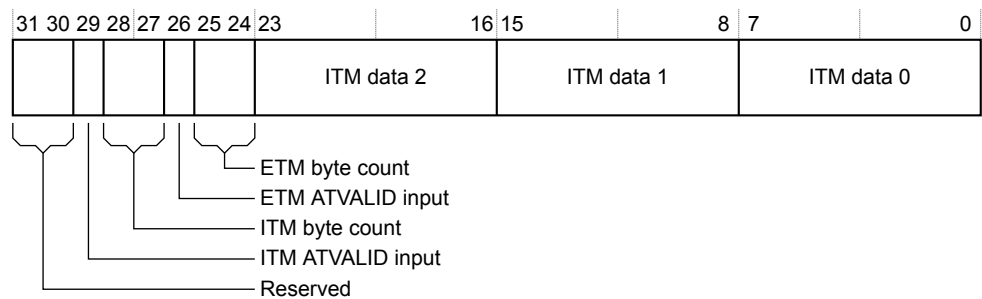 31 30 29 28 27 26 25 24 23 16 15 8 7 0
ITM data 2 ITM data 1 ITM data 0
ETM byte count
ETM ATVALID input
ITM byte count
ITM ATVALID input
Reserved